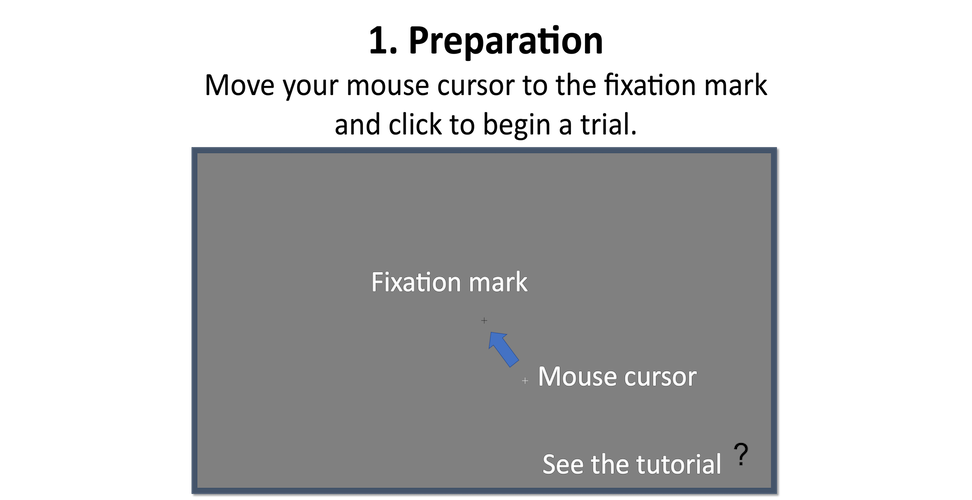 1. Preparation
Move your mouse cursor to the fixation mark
and click to begin a trial.
Fixation mark
Mouse cursor
See the tutorial ?